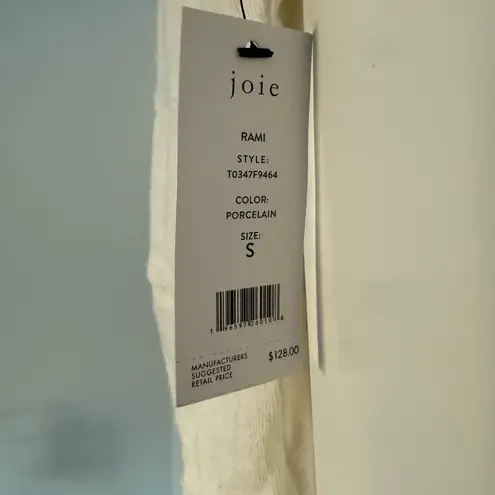 joie
RAMI
STYLE:
T0347F9464
COLOR:
PORCELAIN
SIZE:
S
$128.00
MANUFACTURERS
SUGGESTED
RETAIL PRICE